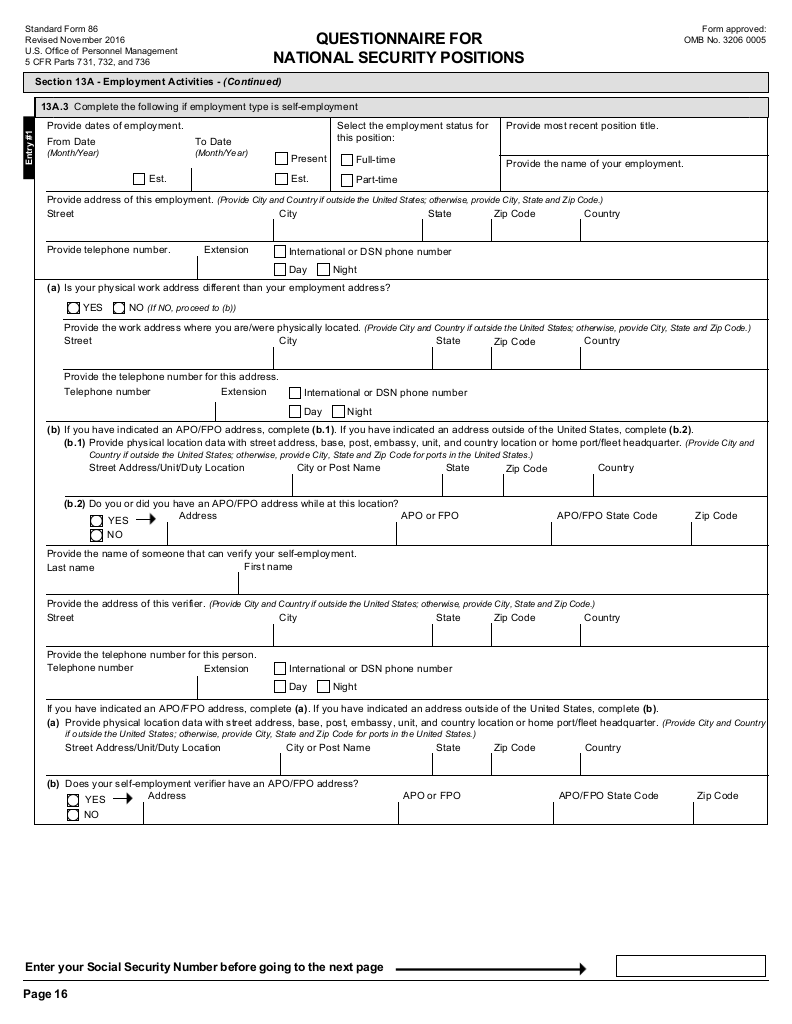 Standard Form 86
Revised November 2016
U.S. Office of Personnel Management
5 CFR Parts 731, 732, and 736
QUESTIONNAIRE FOR
NATIONAL SECURITY POSITIONS
Form approved:
OMB No. 3206 0005
Section 13A - Employment Activities - (Continued)
13A.3 Complete the following if employment type is self-employment
Entry #1
Provide dates of employment.
From Date
(Month/Year)
Est.
To Date
(Month/Year)
Present
Est.
Select the employment status for
this position:
Full-time
Part-time
Provide most recent position title.
Provide the name of your employment.
Provide address of this employment. (Provide City and Country if outside the United States; otherwise, provide City, State and Zip Code.)
Street City State Zip Code Country
Provide telephone number. Extension International or DSN phone number
Day Night
(a) Is your physical work address different than your employment address?
YES NO (If NO, proceed to (b))
Provide the work address where you are/were physically located. (Provide City and Country if outside the United States; otherwise, provide City, State and Zip Code.)
Street City State Zip Code Country
Provide the telephone number for this address.
Telephone number Extension International or DSN phone number
Day Night
(b) If you have indicated an APO/FPO address, complete (b.1). If you have indicated an address outside of the United States, complete (b.2).
(b.1) Provide physical location data with street address, base, post, embassy, unit, and country location or home port/fleet headquarter. (Provide City and
Country if outside the United States; otherwise, provide City, State and Zip Code for ports in the United States.)
Street Address/Unit/Duty Location City or Post Name State Zip Code Country
(b.2) Do you or did you have an APO/FPO address while at this location?
YES Address APO or FPO APO/FPO State Code Zip Code
NO
Provide the name of someone that can verify your self-employment.
Last name First name
Provide the address of this verifier. (Provide City and Country if outside the United States; otherwise, provide City, State and Zip Code.)
Street City State Zip Code Country
Provide the telephone number for this person.
Telephone number Extension International or DSN phone number
Day Night
If you have indicated an APO/FPO address, complete (a). If you have indicated an address outside of the United States, complete (b).
(a) Provide physical location data with street address, base, post, embassy, unit, and country location or home port/fleet headquarter. (Provide City and Country
if outside the United States; otherwise, provide City, State and Zip Code for ports in the United States.)
Street Address/Unit/Duty Location City or Post Name State Zip Code Country
(b) Does your self-employment verifier have an APO/FPO address?
YES Address APO or FPO APO/FPO State Code Zip Code
NO
Enter your Social Security Number before going to the next page
Page 16